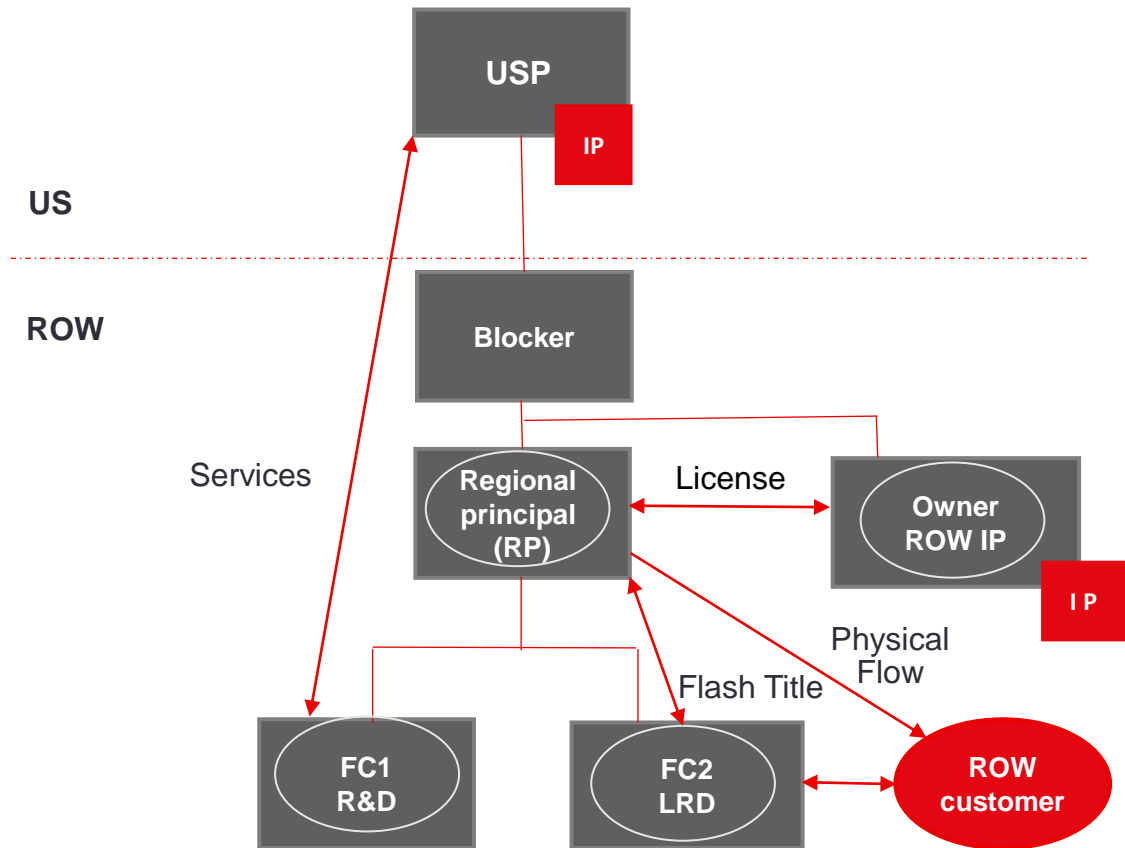 USP
IP
US
ROW
Blocker
Services
Regional
principal
(RP)
License
Owner
ROW IP
I P
Physical
Flow
Flash Title
FC1
R&D
FC2
LRD
ROW
customer